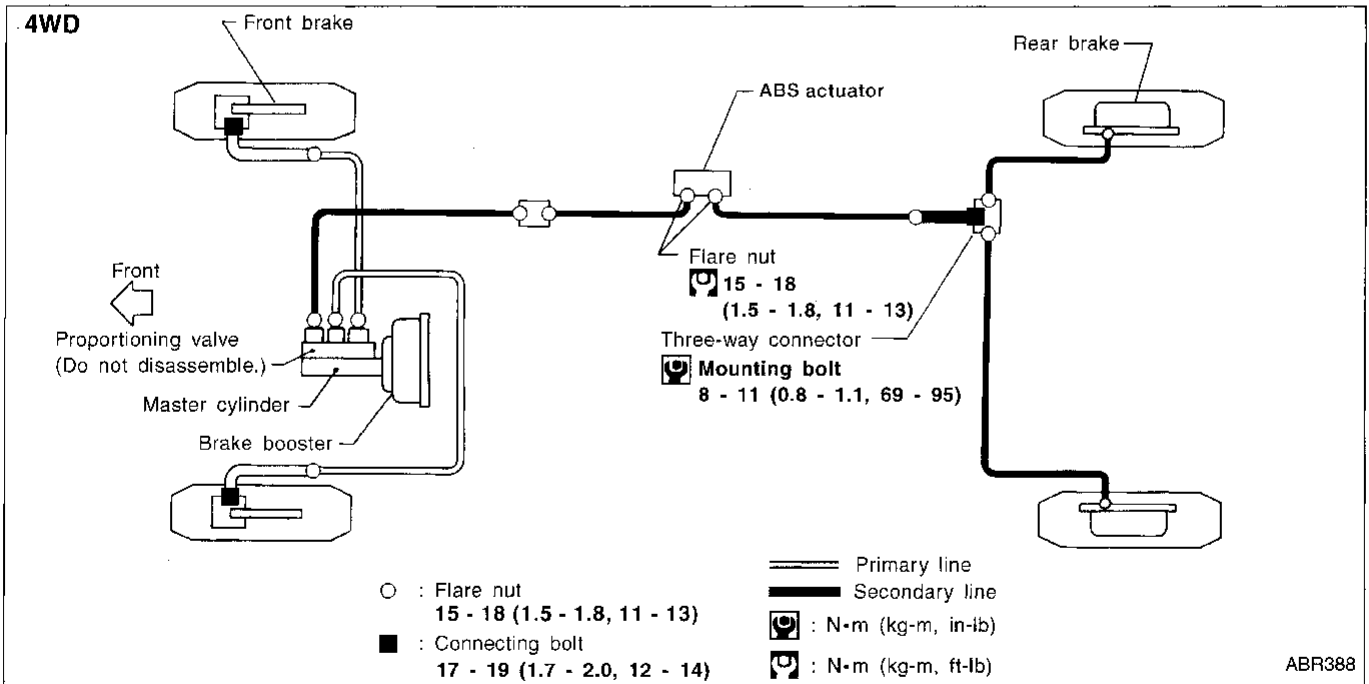 4WD
Front brake
Rear brake
ABS actuator
Flare nut
15 - 18
(1.5 - 1.8, 11 - 13)
Front
Proportioning valve
(Do not disassemble.)
Three-way connector
Mounting bolt
8 - 11 (0.8 - 1.1, 69 - 95)
Master cylinder
Brake booster
: Flare nut
15 - 18 (1.5 - 1.8, 11 - 13)
: Connecting bolt
17 - 19 (1.7 - 2.0, 12 - 14)
Primary line
Secondary line
: N•m (kg-m, in-lb)
: N•m (kg-m, ft-lb)
ABR388